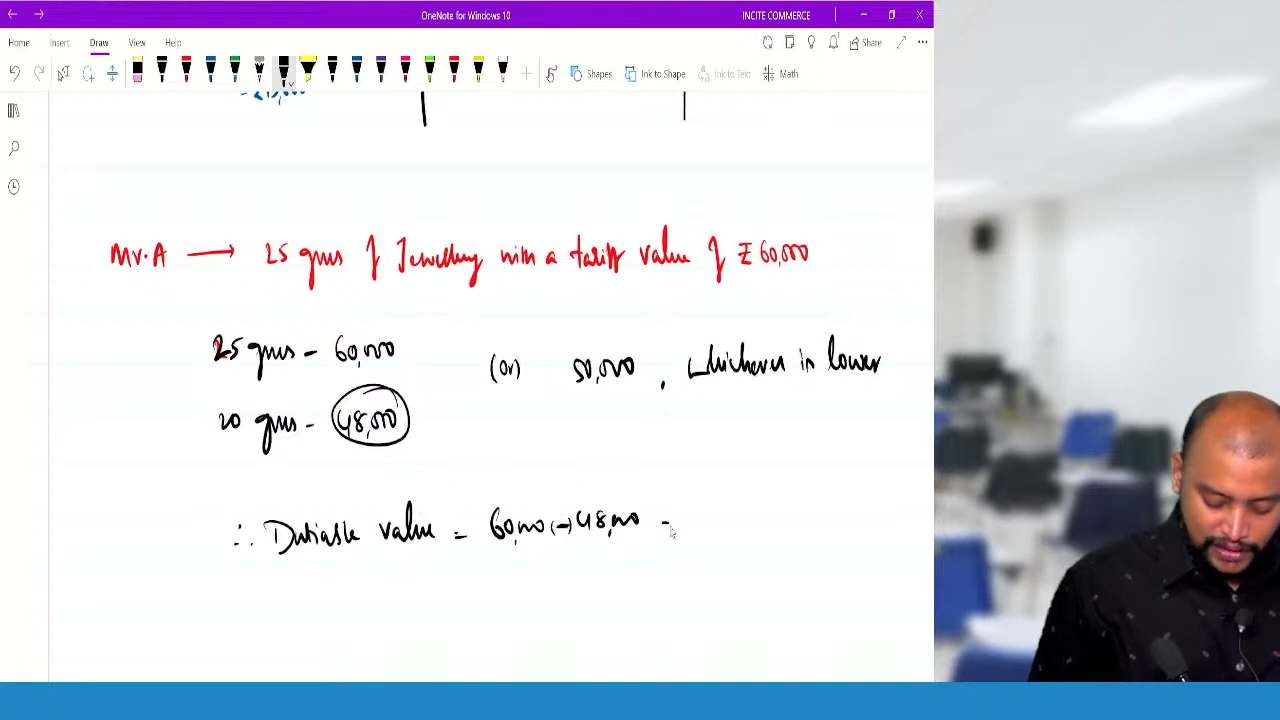 OneNote for Windows 10
INCITE COMMERCE
Home Insert Draw View Help
Share
Shapes Ink to Shape Ink to Text Math
Mr. A → 25 gms of Jewellery with a tariff value of ₹ 60,000
25 gms - 60,000 (or) 50,000, whichever is lower
20 gms - 48,000
∴ Dutiable value = 60,000 (-) 48,000 -